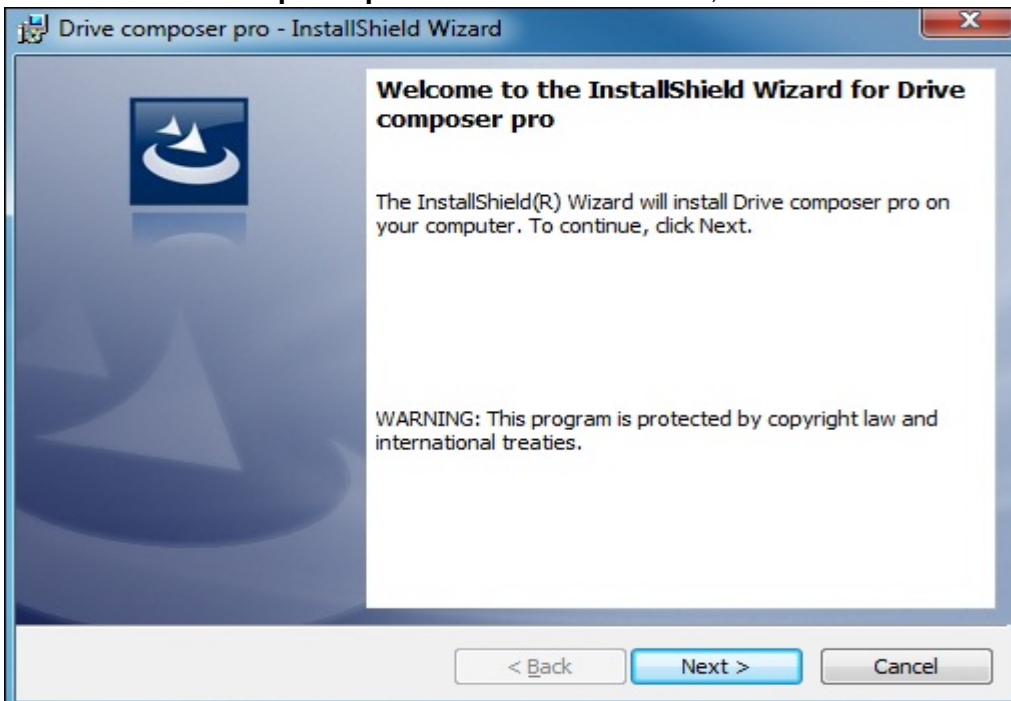 Drive composer pro - InstallShield Wizard
Welcome to the InstallShield Wizard for Drive
composer pro
The InstallShield(R) Wizard will install Drive composer pro on
your computer. To continue, click Next.
WARNING: This program is protected by copyright law and
international treaties.
< Back Next > Cancel